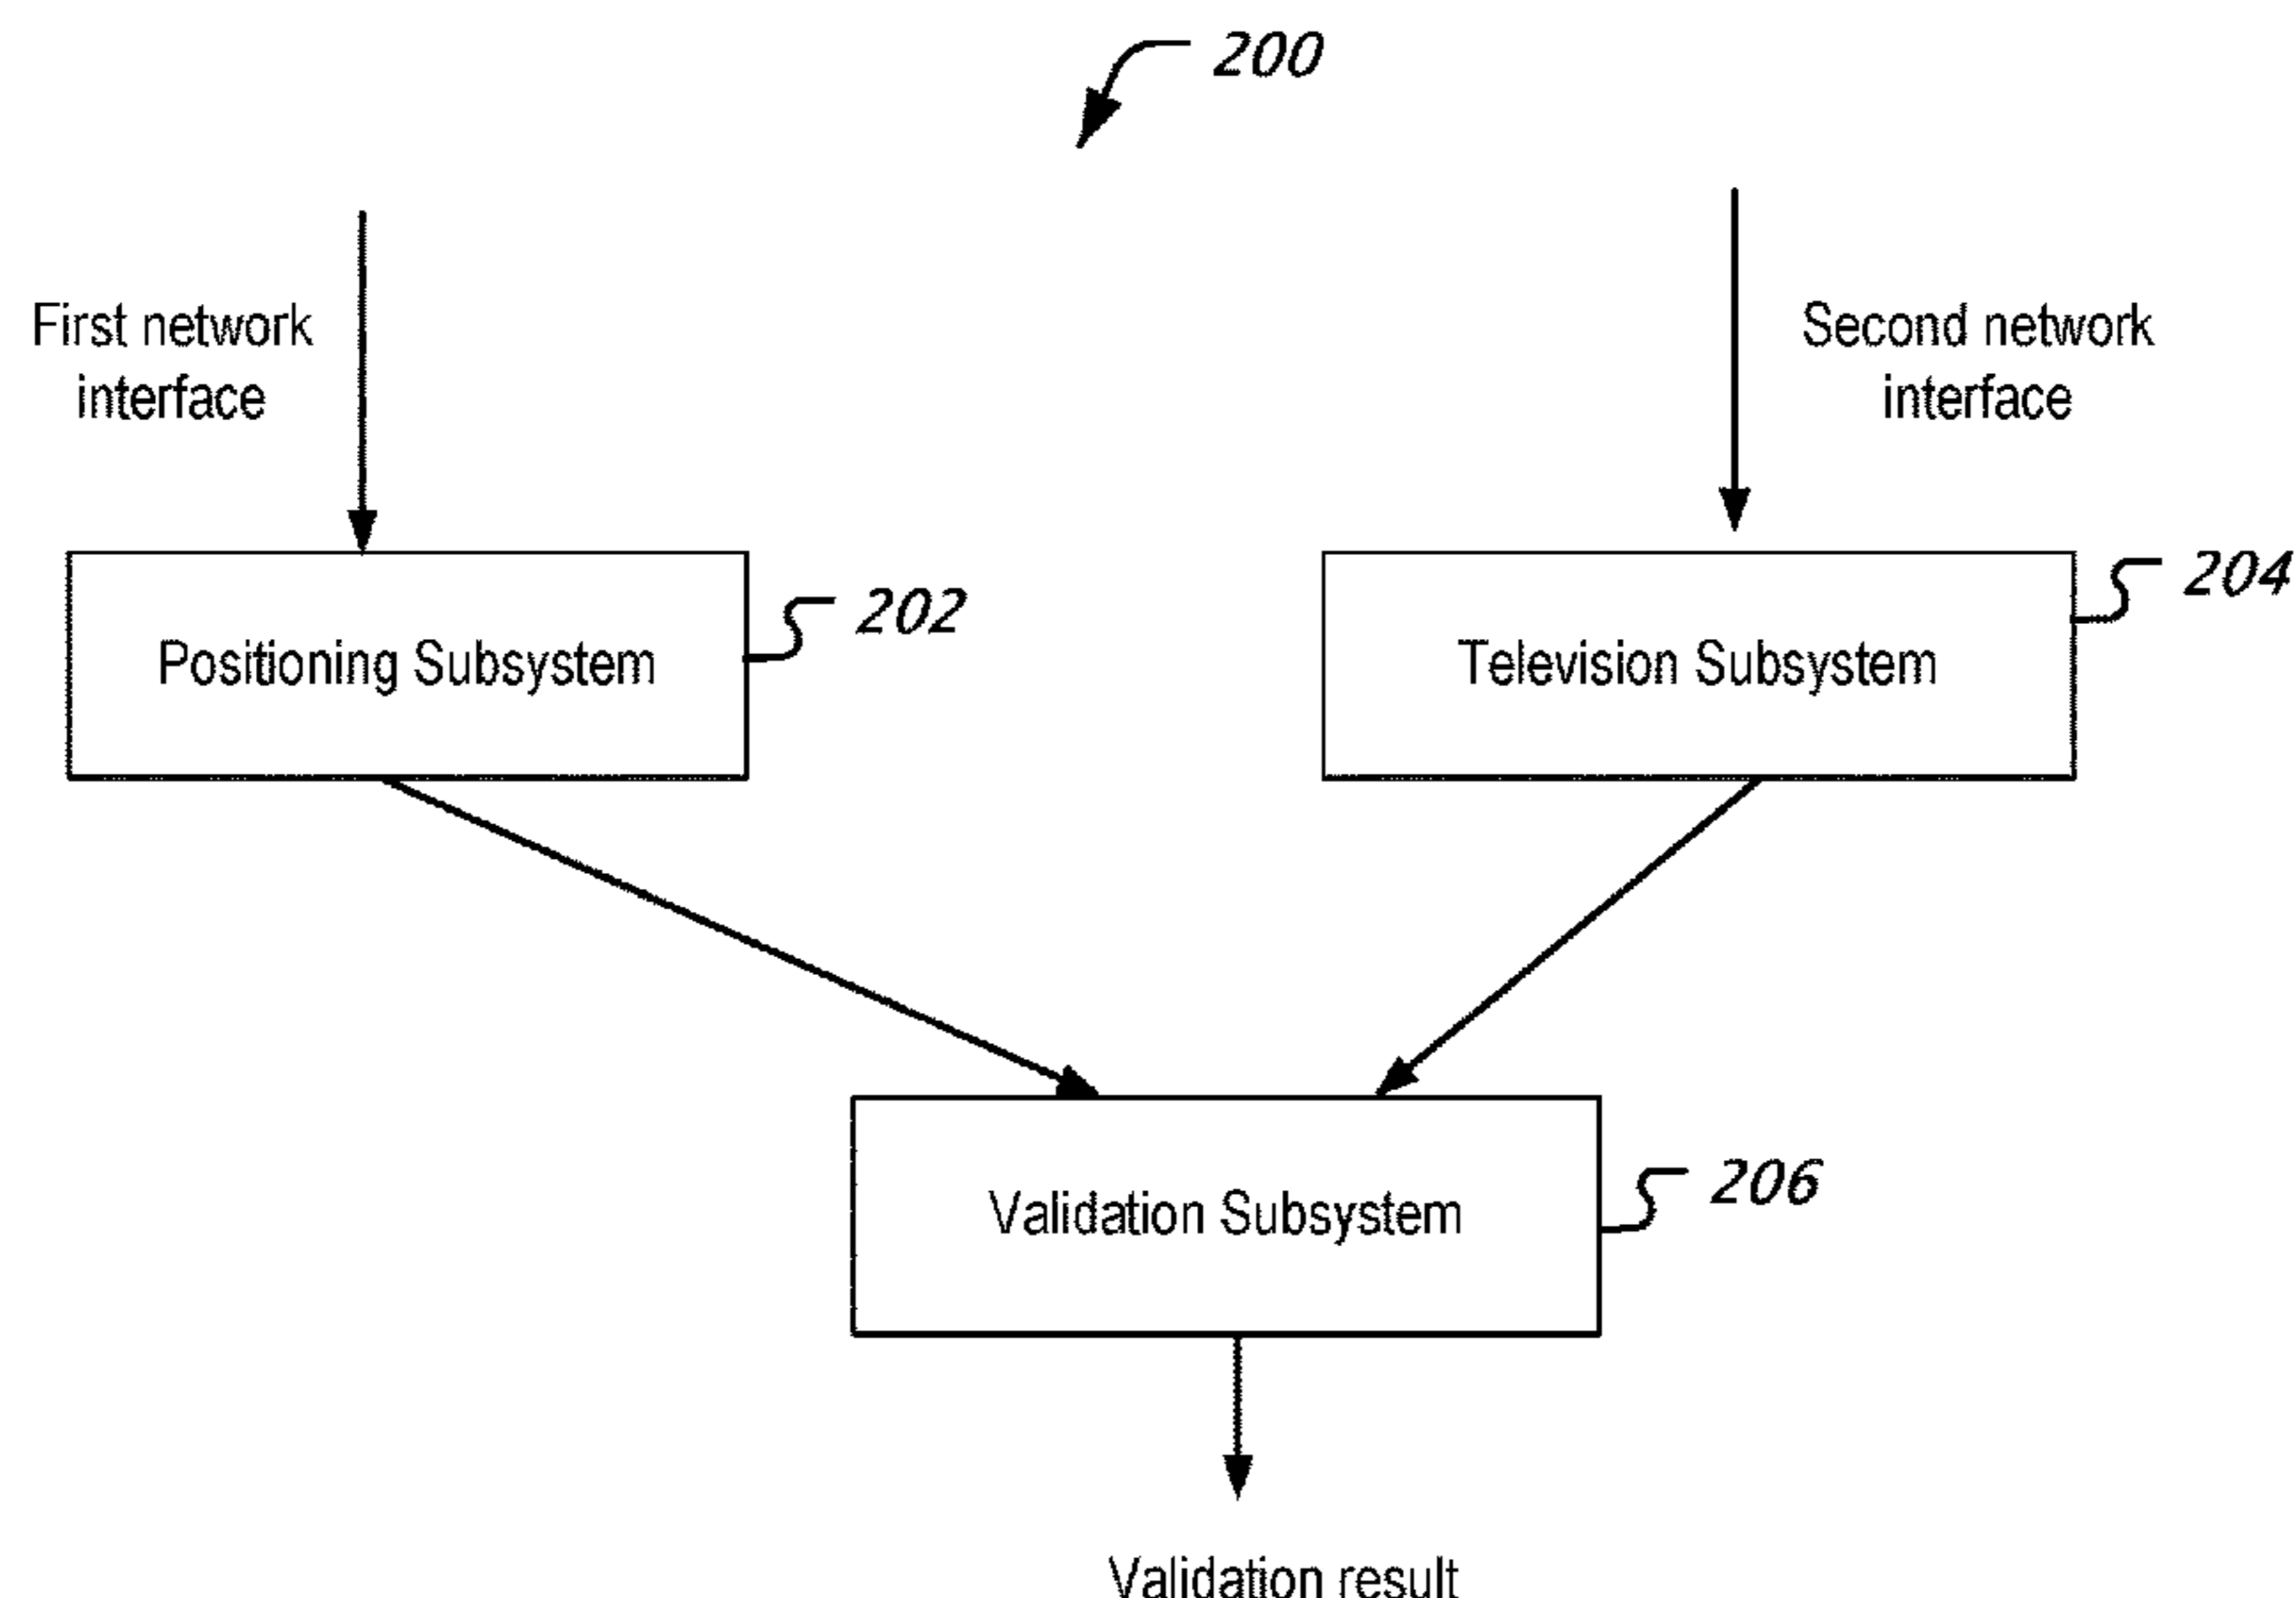 200
First network
interface
Second network
interface
Positioning Subsystem
202
Television Subsystem
204
Validation Subsystem
206
Validation result